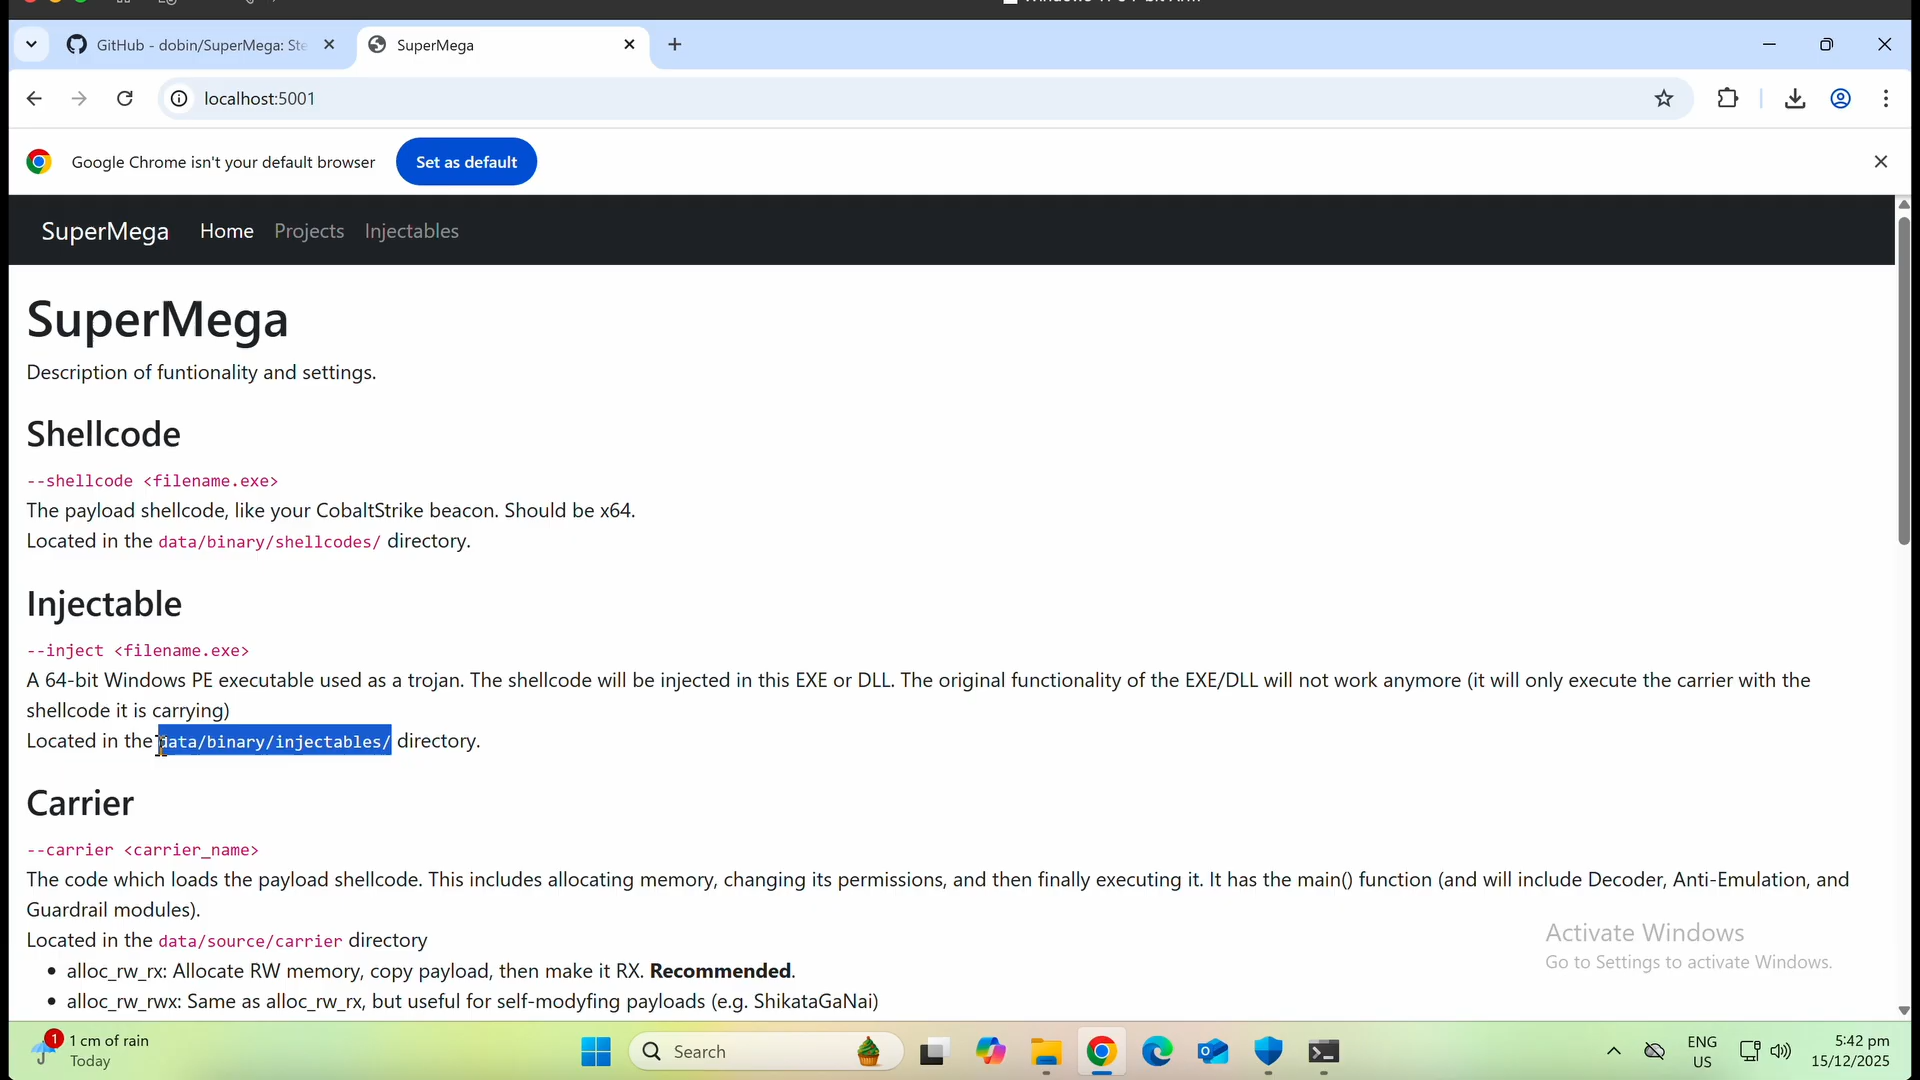 GitHub - dobin/SuperMega: Ste
SuperMega
localhost:5001
Google Chrome isn't your default browser
Set as default
SuperMega
Home
Projects
Injectables
SuperMega
Description of funtionality and settings.
Shellcode
--shellcode <filename.exe>
The payload shellcode, like your CobaltStrike beacon. Should be x64.
Located in the data/binary/shellcodes/ directory.
Injectable
--inject <filename.exe>
A 64-bit Windows PE executable used as a trojan. The shellcode will be injected in this EXE or DLL. The original functionality of the EXE/DLL will not work anymore (it will only execute the carrier with the
shellcode it is carrying)
Located in the data/binary/injectables/ directory.
Carrier
--carrier <carrier_name>
The code which loads the payload shellcode. This includes allocating memory, changing its permissions, and then finally executing it. It has the main() function (and will include Decoder, Anti-Emulation, and
Guardrail modules).
Located in the data/source/carrier directory
• alloc_rw_rx: Allocate RW memory, copy payload, then make it RX. Recommended.
• alloc_rw_rwx: Same as alloc_rw_rx, but useful for self-modyfing payloads (e.g. ShikataGaNai)
Activate Windows
Go to Settings to activate Windows.
1
1 cm of rain
Today
Search
ENG
US
5:42 pm
15/12/2025